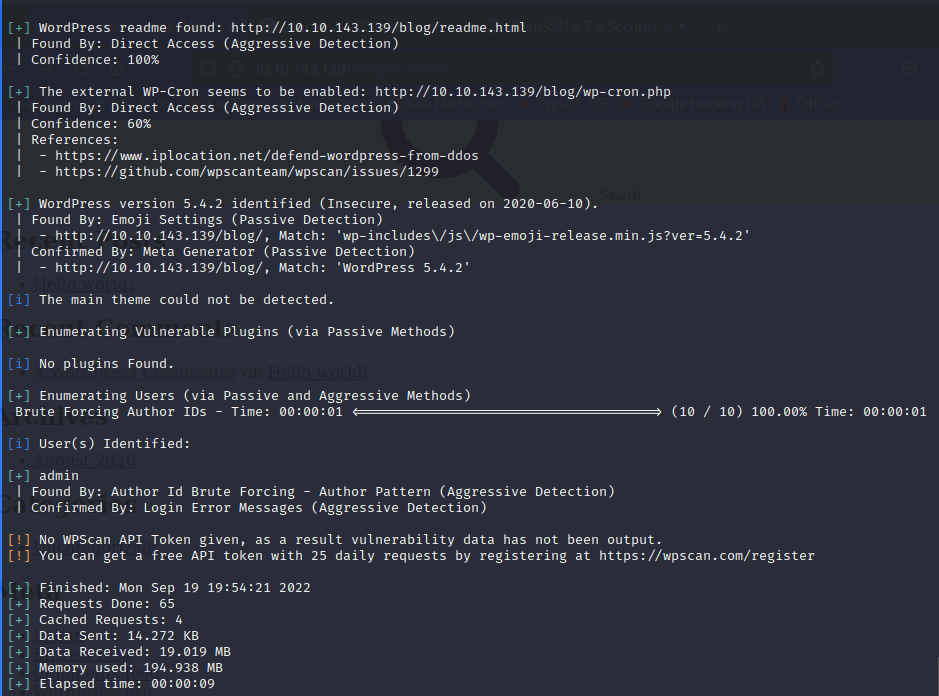 [+] WordPress readme found: http://10.10.143.139/blog/readme.html
| Found By: Direct Access (Aggressive Detection)
| Confidence: 100%
[+] The external WP-Cron seems to be enabled: http://10.10.143.139/blog/wp-cron.php
| Found By: Direct Access (Aggressive Detection)
| Confidence: 60%
| References:
| - https://www.iplocation.net/defend-wordpress-from-ddos
| - https://github.com/wpscanteam/wpscan/issues/1299
Search
[+] WordPress version 5.4.2 identified (Insecure, released on 2020-06-10).
| Found By: Emoji Settings (Passive Detection)
| - http://10.10.143.139/blog/, Match: 'wp-includes\/js\/wp-emoji-release.min.js?ver=5.4.2'
| Confirmed By: Meta Generator (Passive Detection)
| - http://10.10.143.139/blog/, Match: 'WordPress 5.4.2'
Hello world!
[i] The main theme could not be detected.
[+] Enumerating Vulnerable Plugins (via Passive Methods)
[i] No plugins Found.
A WordPress Commenter on Hello world!
[+] Enumerating Users (via Passive and Aggressive Methods)
Brute Forcing Author IDs - Time: 00:00:01 <==================================> (10 / 10) 100.00% Time: 00:00:01
Archives
[i] User(s) Identified:
August 2020
[+] admin
| Found By: Author Id Brute Forcing - Author Pattern (Aggressive Detection)
| Confirmed By: Login Error Messages (Aggressive Detection)
[!] No WPScan API Token given, as a result vulnerability data has not been output.
[!] You can get a free API token with 25 daily requests by registering at https://wpscan.com/register
[+] Finished: Mon Sep 19 19:54:21 2022
[+] Requests Done: 65
[+] Cached Requests: 4
[+] Data Sent: 14.272 KB
[+] Data Received: 19.019 MB
[+] Memory used: 194.938 MB
[+] Elapsed time: 00:00:09